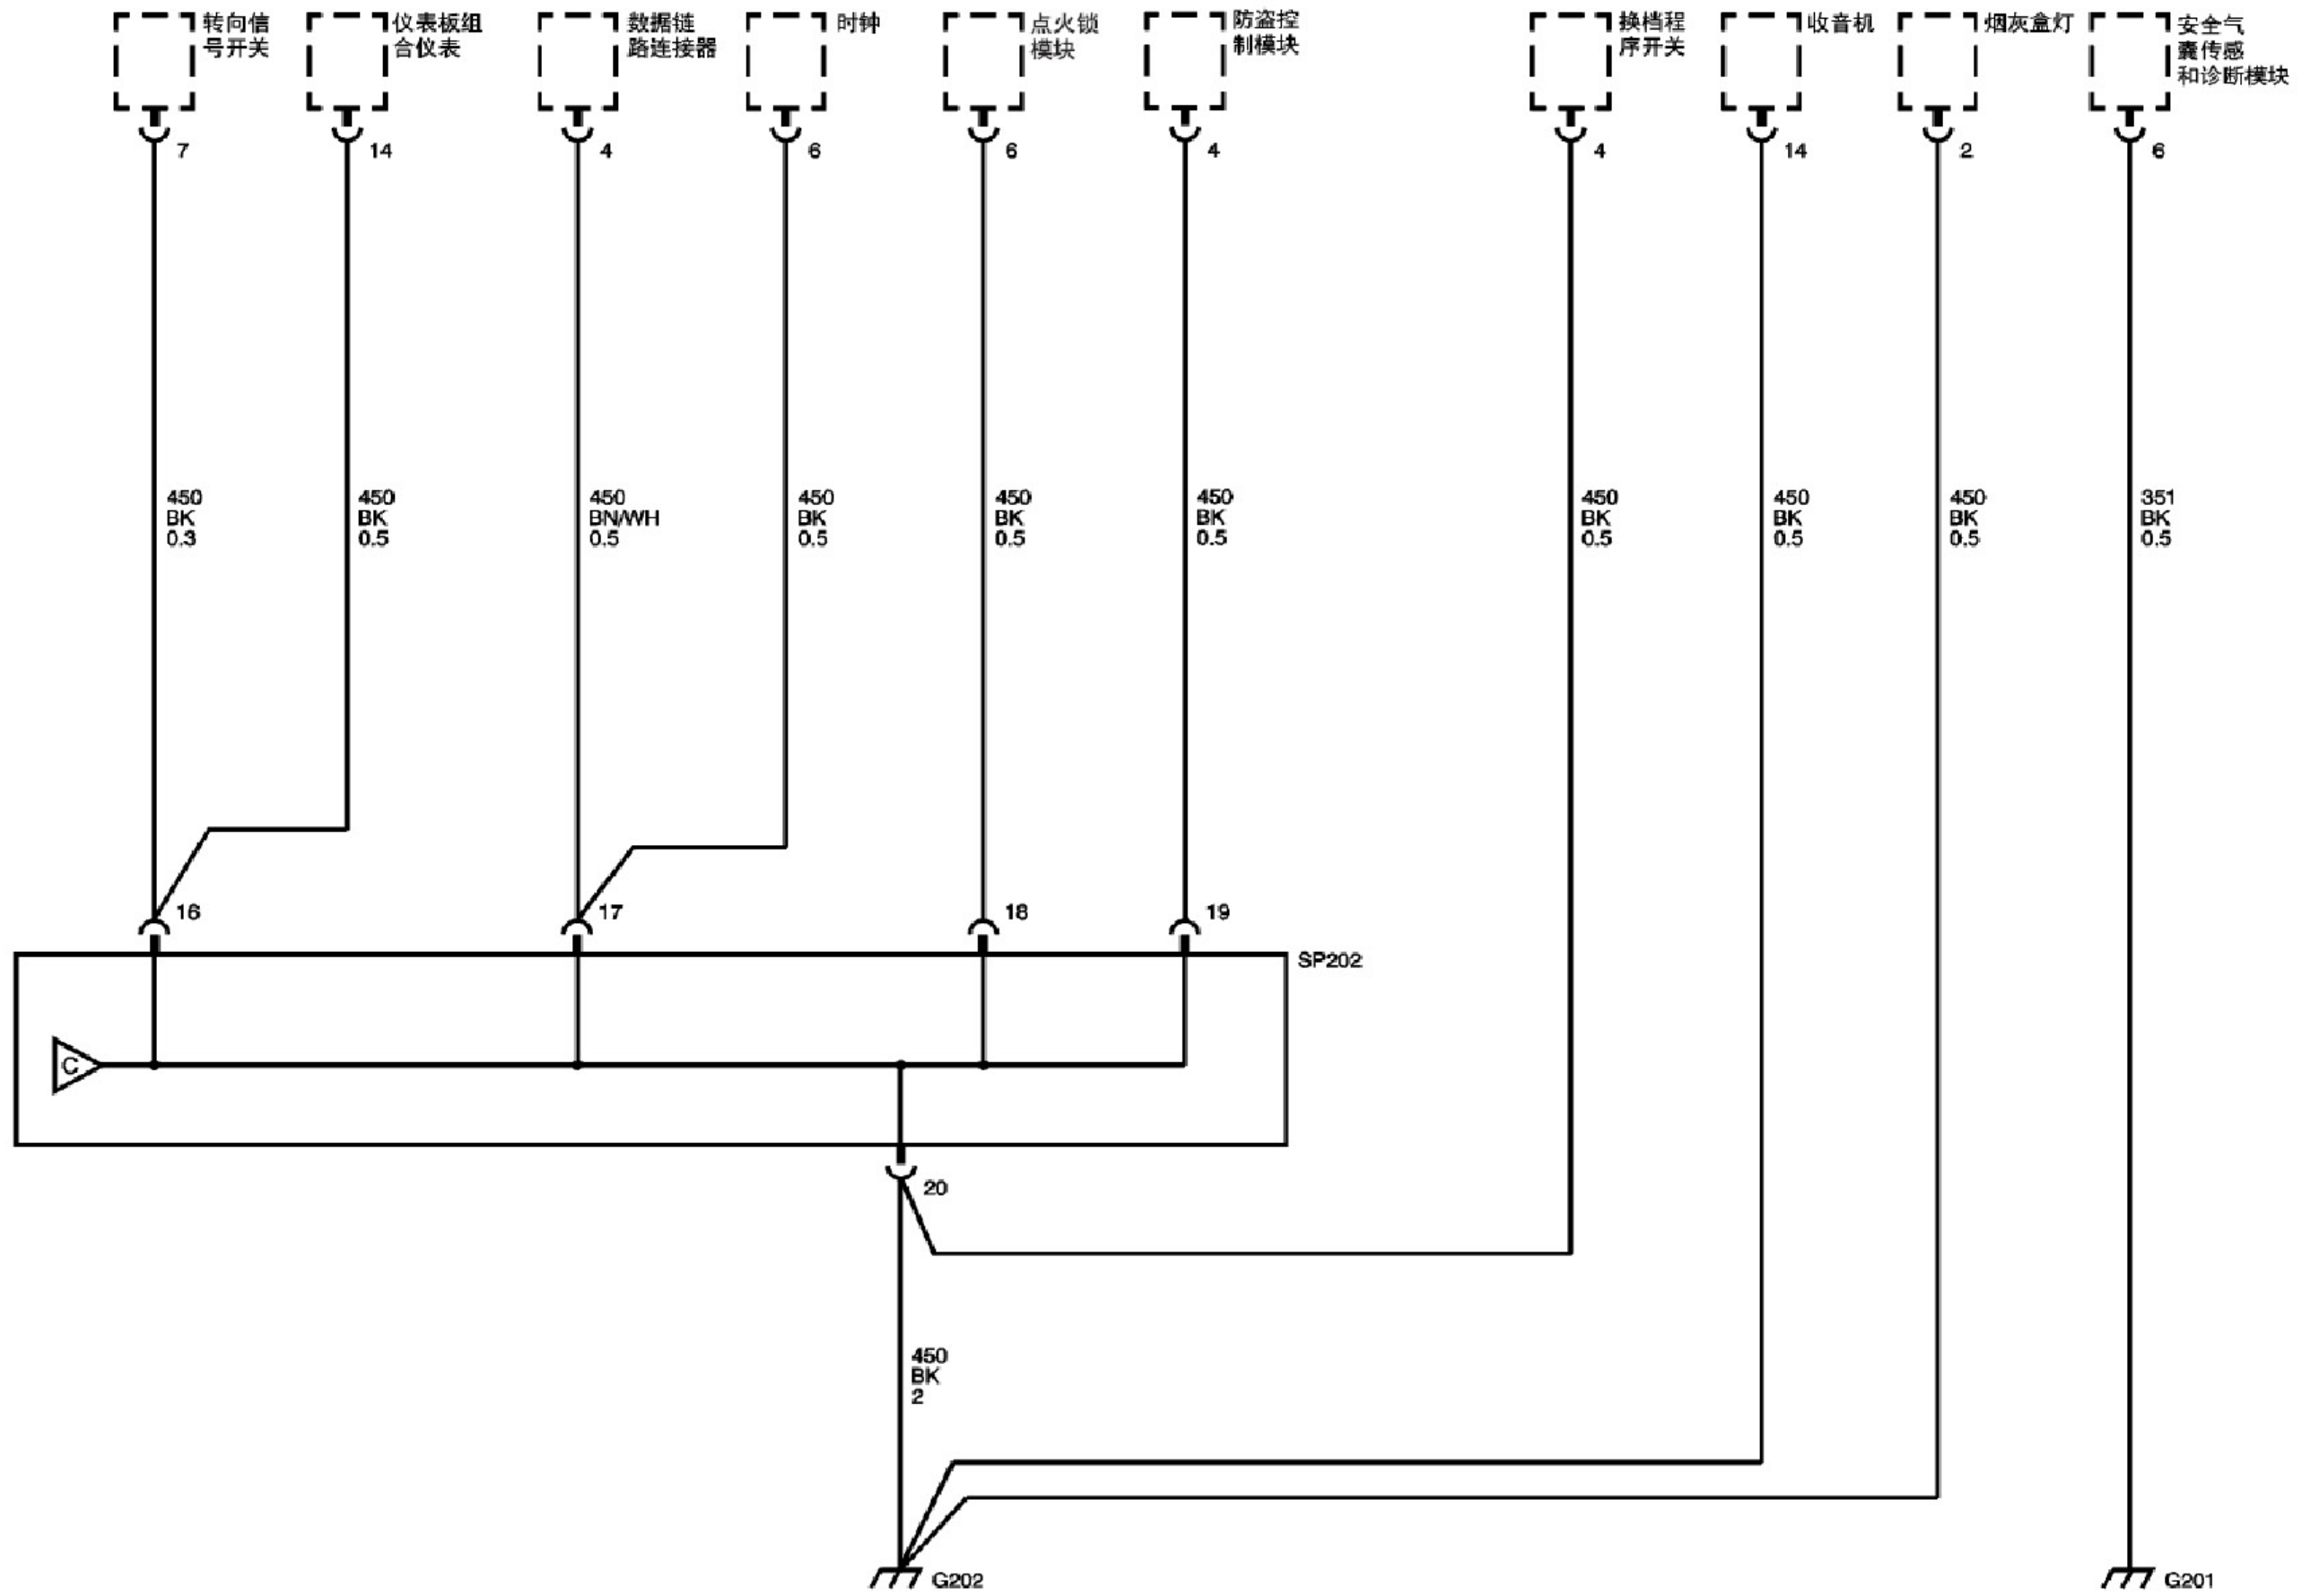 转向信
号开关
仪表板组
合仪表
数据链
路连接器
时钟
点火锁
模块
防盗控
制模块
换档程
序开关
收音机
烟灰盒灯
安全气
囊传感
和诊断模块
7
14
4
6
6
4
4
14
2
6
450
BK
0.3
450
BK
0.5
450
BN/WH
0.5
450
BK
0.5
450
BK
0.5
450
BK
0.5
450
BK
0.5
450
BK
0.5
450
BK
0.5
351
BK
0.5
16
17
18
19
SP202
C
20
450
BK
2
G202
G201